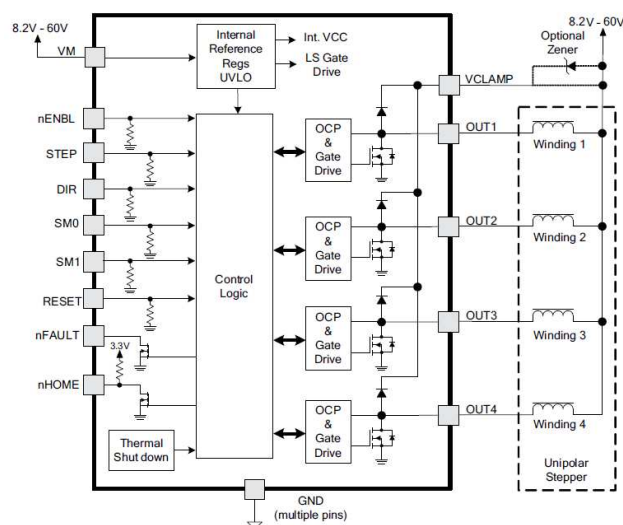 8.2V - 60V
VM
Internal
Reference
Regs
UVLO
Int. VCC
LS Gate
Drive
8.2V - 60V
Optional
Zener
VCLAMP
nENBL
STEP
DIR
SM0
SM1
RESET
nFAULT
3.3V
nHOME
Control
Logic
OCP
&
Gate
Drive
OUT1
Winding 1
OCP
&
Gate
Drive
OUT2
Winding 2
OCP
&
Gate
Drive
OUT3
Winding 3
OCP
&
Gate
Drive
OUT4
Winding 4
Thermal
Shut down
Unipolar
Stepper
GND
(multiple pins)